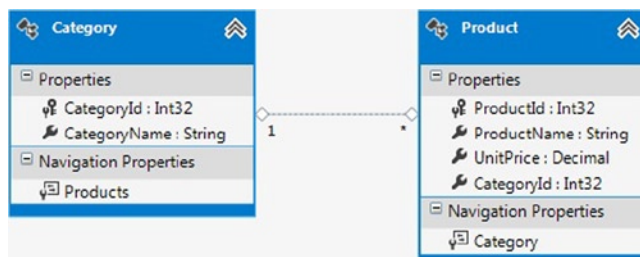 Category
Properties
CategoryId : Int32
CategoryName : String
Navigation Properties
Products
1
*
Product
Properties
ProductId : Int32
ProductName : String
UnitPrice : Decimal
CategoryId : Int32
Navigation Properties
Category